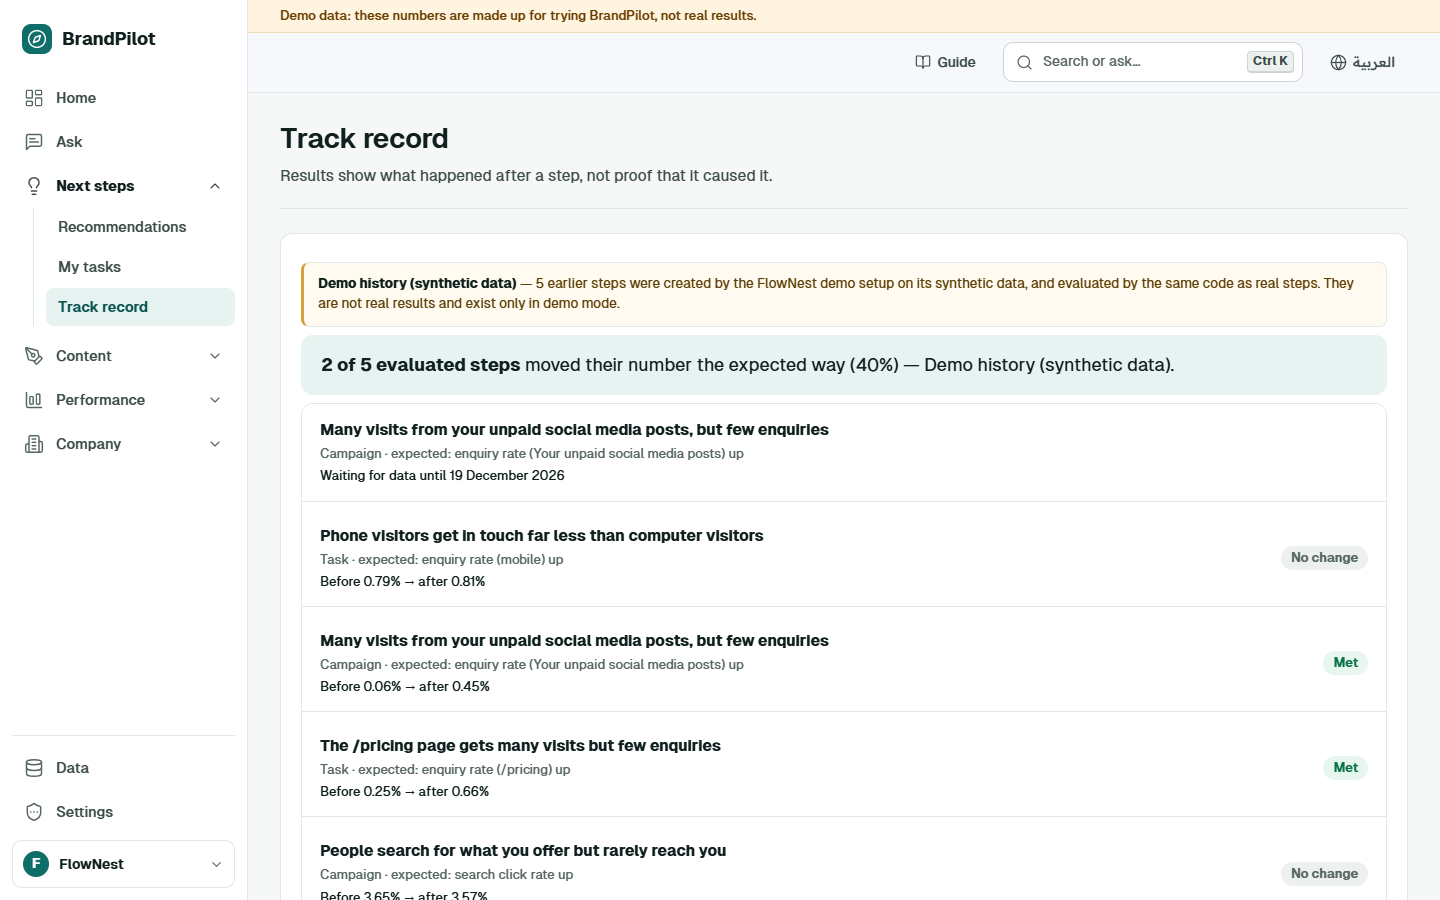 Demo data: these numbers are made up for trying BrandPilot, not real results.
BrandPilot
Guide
Search or ask...
Ctrl K
العربية
Home
Ask
Next steps
Recommendations
My tasks
Track record
Content
Performance
Company
Data
Settings
F FlowNest
Track record
Results show what happened after a step, not proof that it caused it.
Demo history (synthetic data) — 5 earlier steps were created by the FlowNest demo setup on its synthetic data, and evaluated by the same code as real steps. They
are not real results and exist only in demo mode.
2 of 5 evaluated steps moved their number the expected way (40%) — Demo history (synthetic data).
Many visits from your unpaid social media posts, but few enquiries
Campaign · expected: enquiry rate (Your unpaid social media posts) up
Waiting for data until 19 December 2026
Phone visitors get in touch far less than computer visitors
Task · expected: enquiry rate (mobile) up
Before 0.79% → after 0.81%
No change
Many visits from your unpaid social media posts, but few enquiries
Campaign · expected: enquiry rate (Your unpaid social media posts) up
Before 0.06% → after 0.45%
Met
The /pricing page gets many visits but few enquiries
Task · expected: enquiry rate (/pricing) up
Before 0.25% → after 0.66%
Met
People search for what you offer but rarely reach you
Campaign · expected: search click rate up
Before 3.65% → after 3.57%
No change